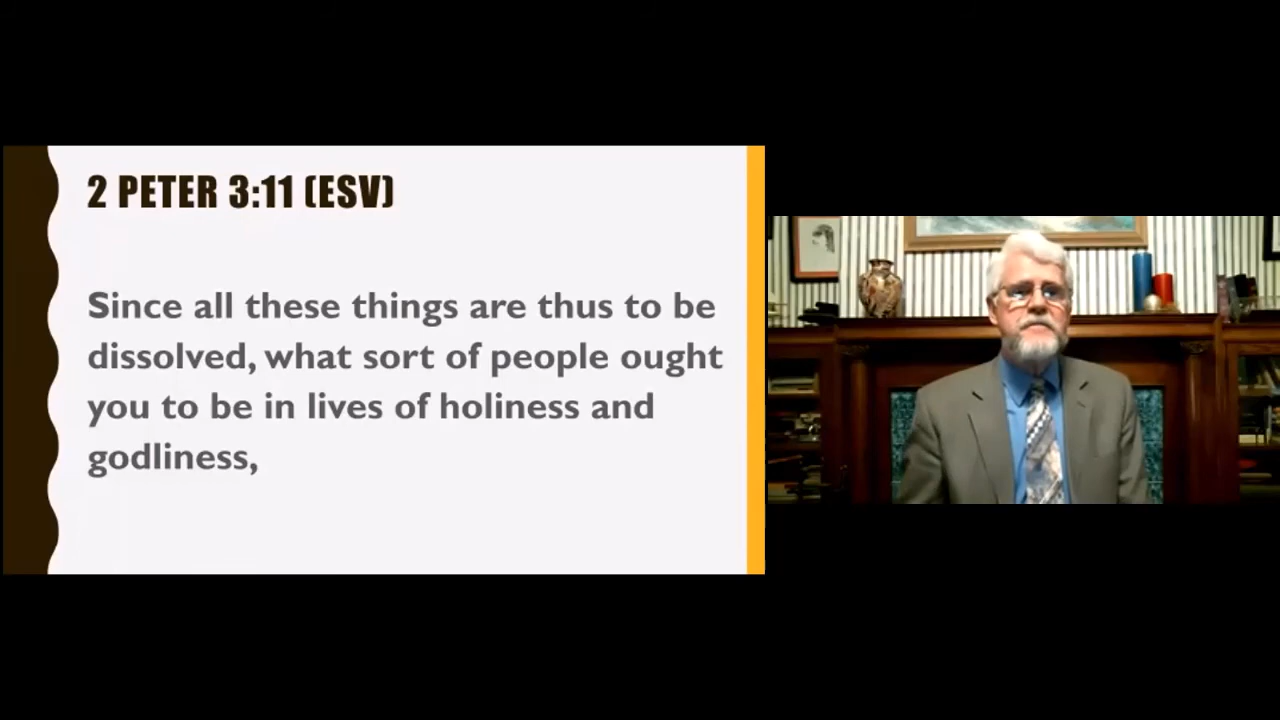 2 PETER 3:11 (ESV)
Since all these things are thus to be
dissolved, what sort of people ought
you to be in lives of holiness and
godliness,